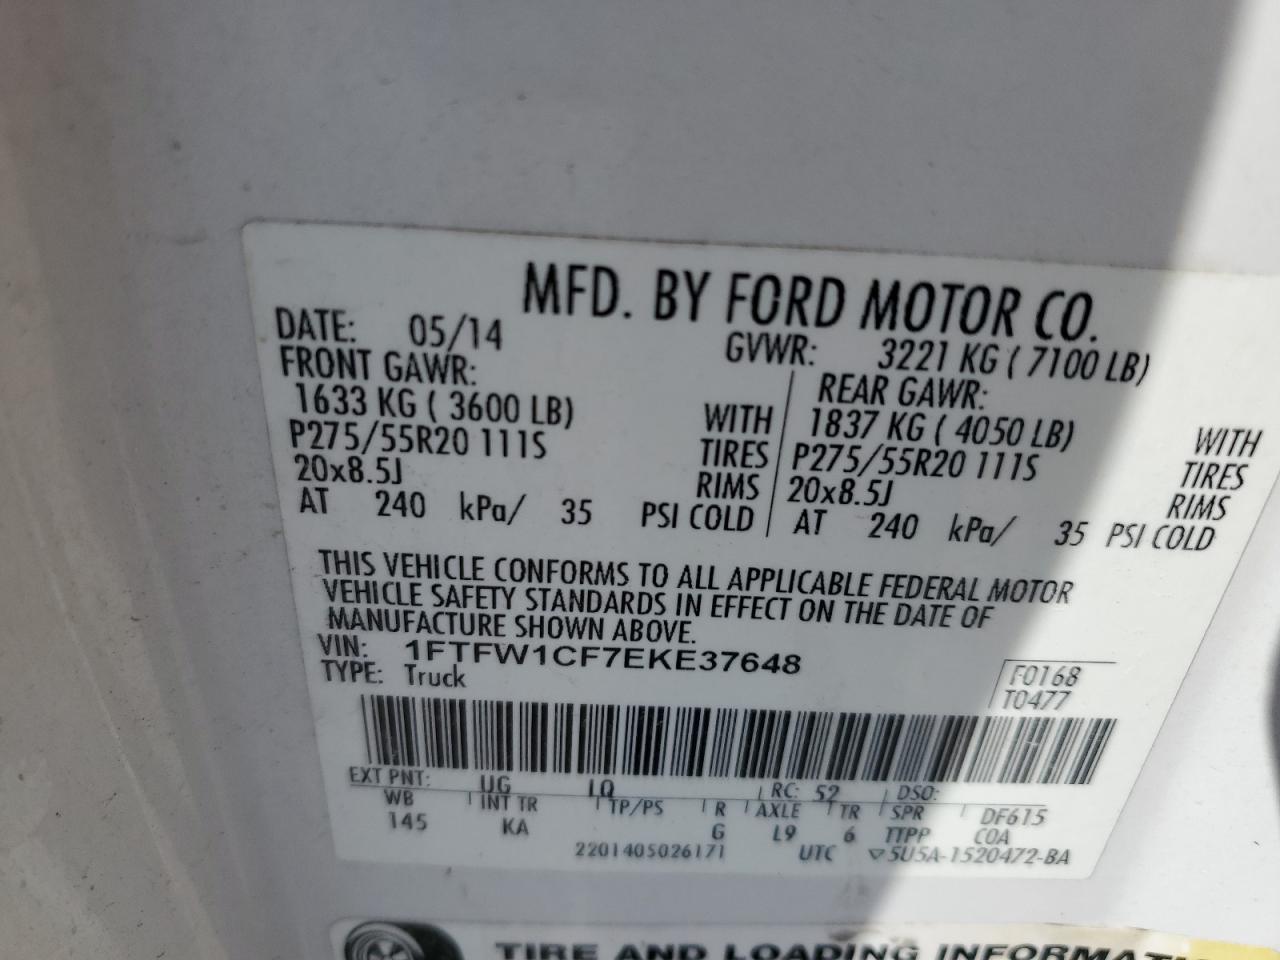 MFD. BY FORD MOTOR CO.
DATE: 05/14 GVWR: 3221 KG ( 7100 LB)
FRONT GAWR: REAR GAWR:
1633 KG ( 3600 LB) WITH 1837 KG ( 4050 LB) WITH
P275/55R20 111S TIRES P275/55R20 111S TIRES
20x8.5J RIMS 20x8.5J RIMS
AT 240 kPa/ 35 PSI COLD AT 240 kPa/ 35 PSI COLD
THIS VEHICLE CONFORMS TO ALL APPLICABLE FEDERAL MOTOR
VEHICLE SAFETY STANDARDS IN EFFECT ON THE DATE OF
MANUFACTURE SHOWN ABOVE.
VIN: 1FTFW1CF7EKE37648
TYPE: Truck F0168
T0477
EXT PNT: UG LQ RC: 52 DSO:
WB INT TR TP/PS R AXLE TR SPR DF615
145 KA G L9 6 TTPP COA
2201405026171 UTC ▽5U5A-1520472-BA
TIRE AND LOADING INFORMATI